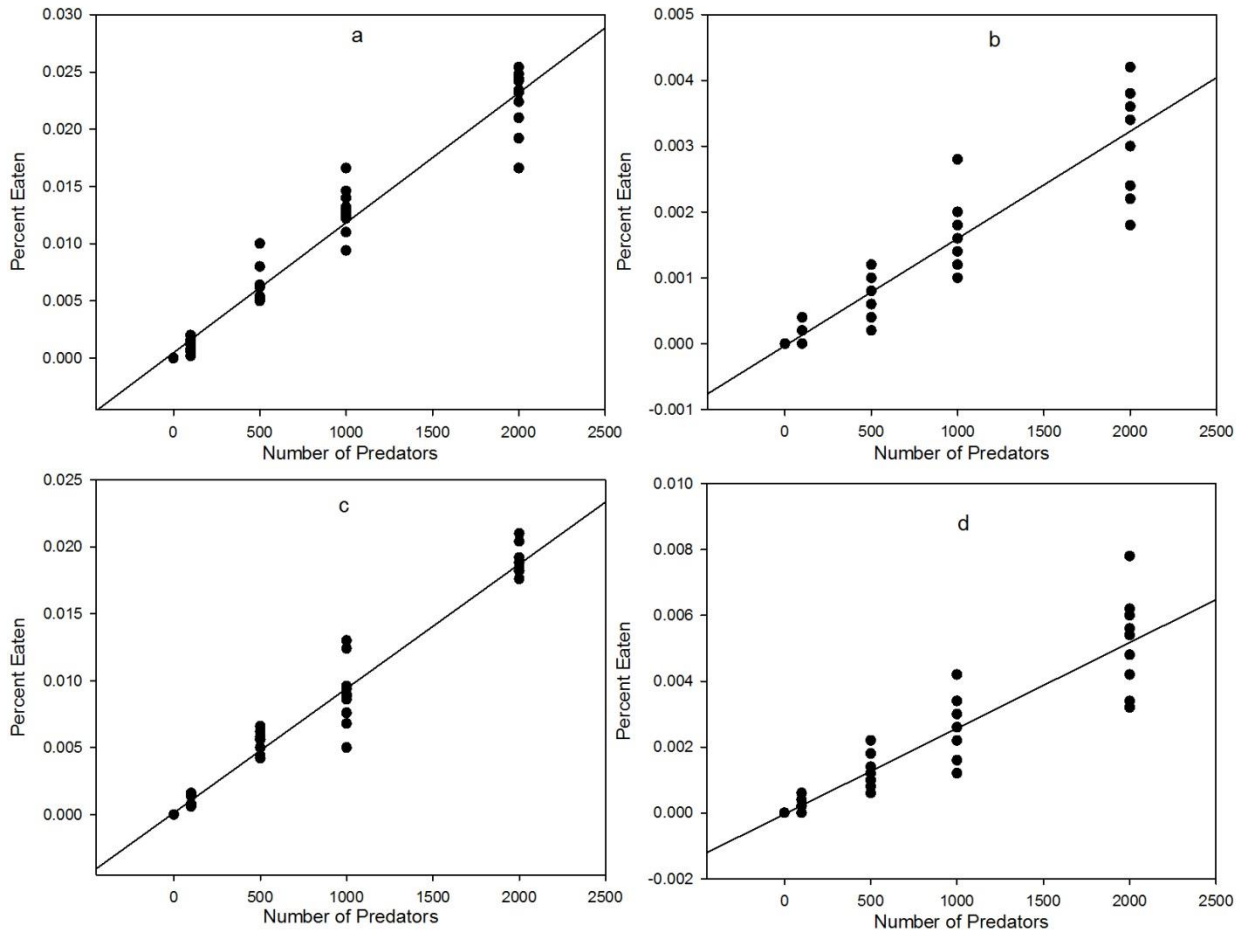 a
0.030
0.025
0.020
0.015
0.010
0.005
0.000
Percent Eaten
0 500 1000 1500 2000 2500
Number of Predators
b
0.005
0.004
0.003
0.002
0.001
0.000
-0.001
Percent Eaten
0 500 1000 1500 2000 2500
Number of Predators
c
0.025
0.020
0.015
0.010
0.005
0.000
Percent Eaten
0 500 1000 1500 2000 2500
Number of Predators
d
0.010
0.008
0.006
0.004
0.002
0.000
-0.002
Percent Eaten
0 500 1000 1500 2000 2500
Number of Predators